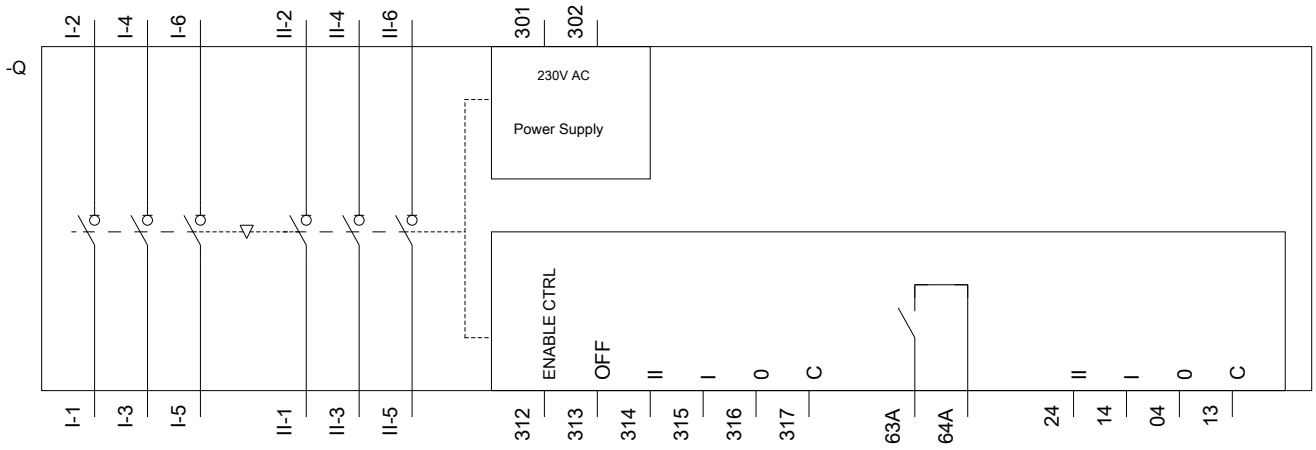 I-2
I-4
I-6
II-2
II-4
II-6
301
302
-Q
230V AC
Power Supply
ENABLE CTRL
OFF
II
I
0
C
II
I
0
C
I-1
I-3
I-5
II-1
II-3
II-5
312
313
314
315
316
317
63A
64A
24
14
04
13